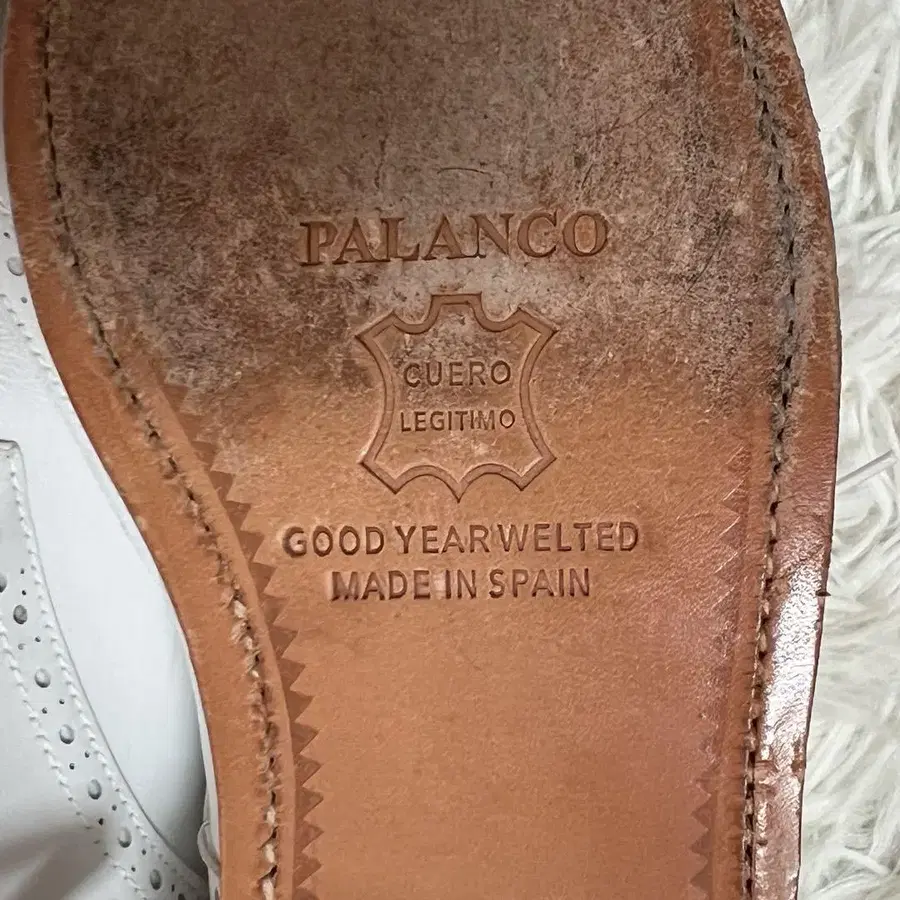 PALANCO
CUERO
LEGITIMO
GOOD YEAR WELTED
MADE IN SPAIN